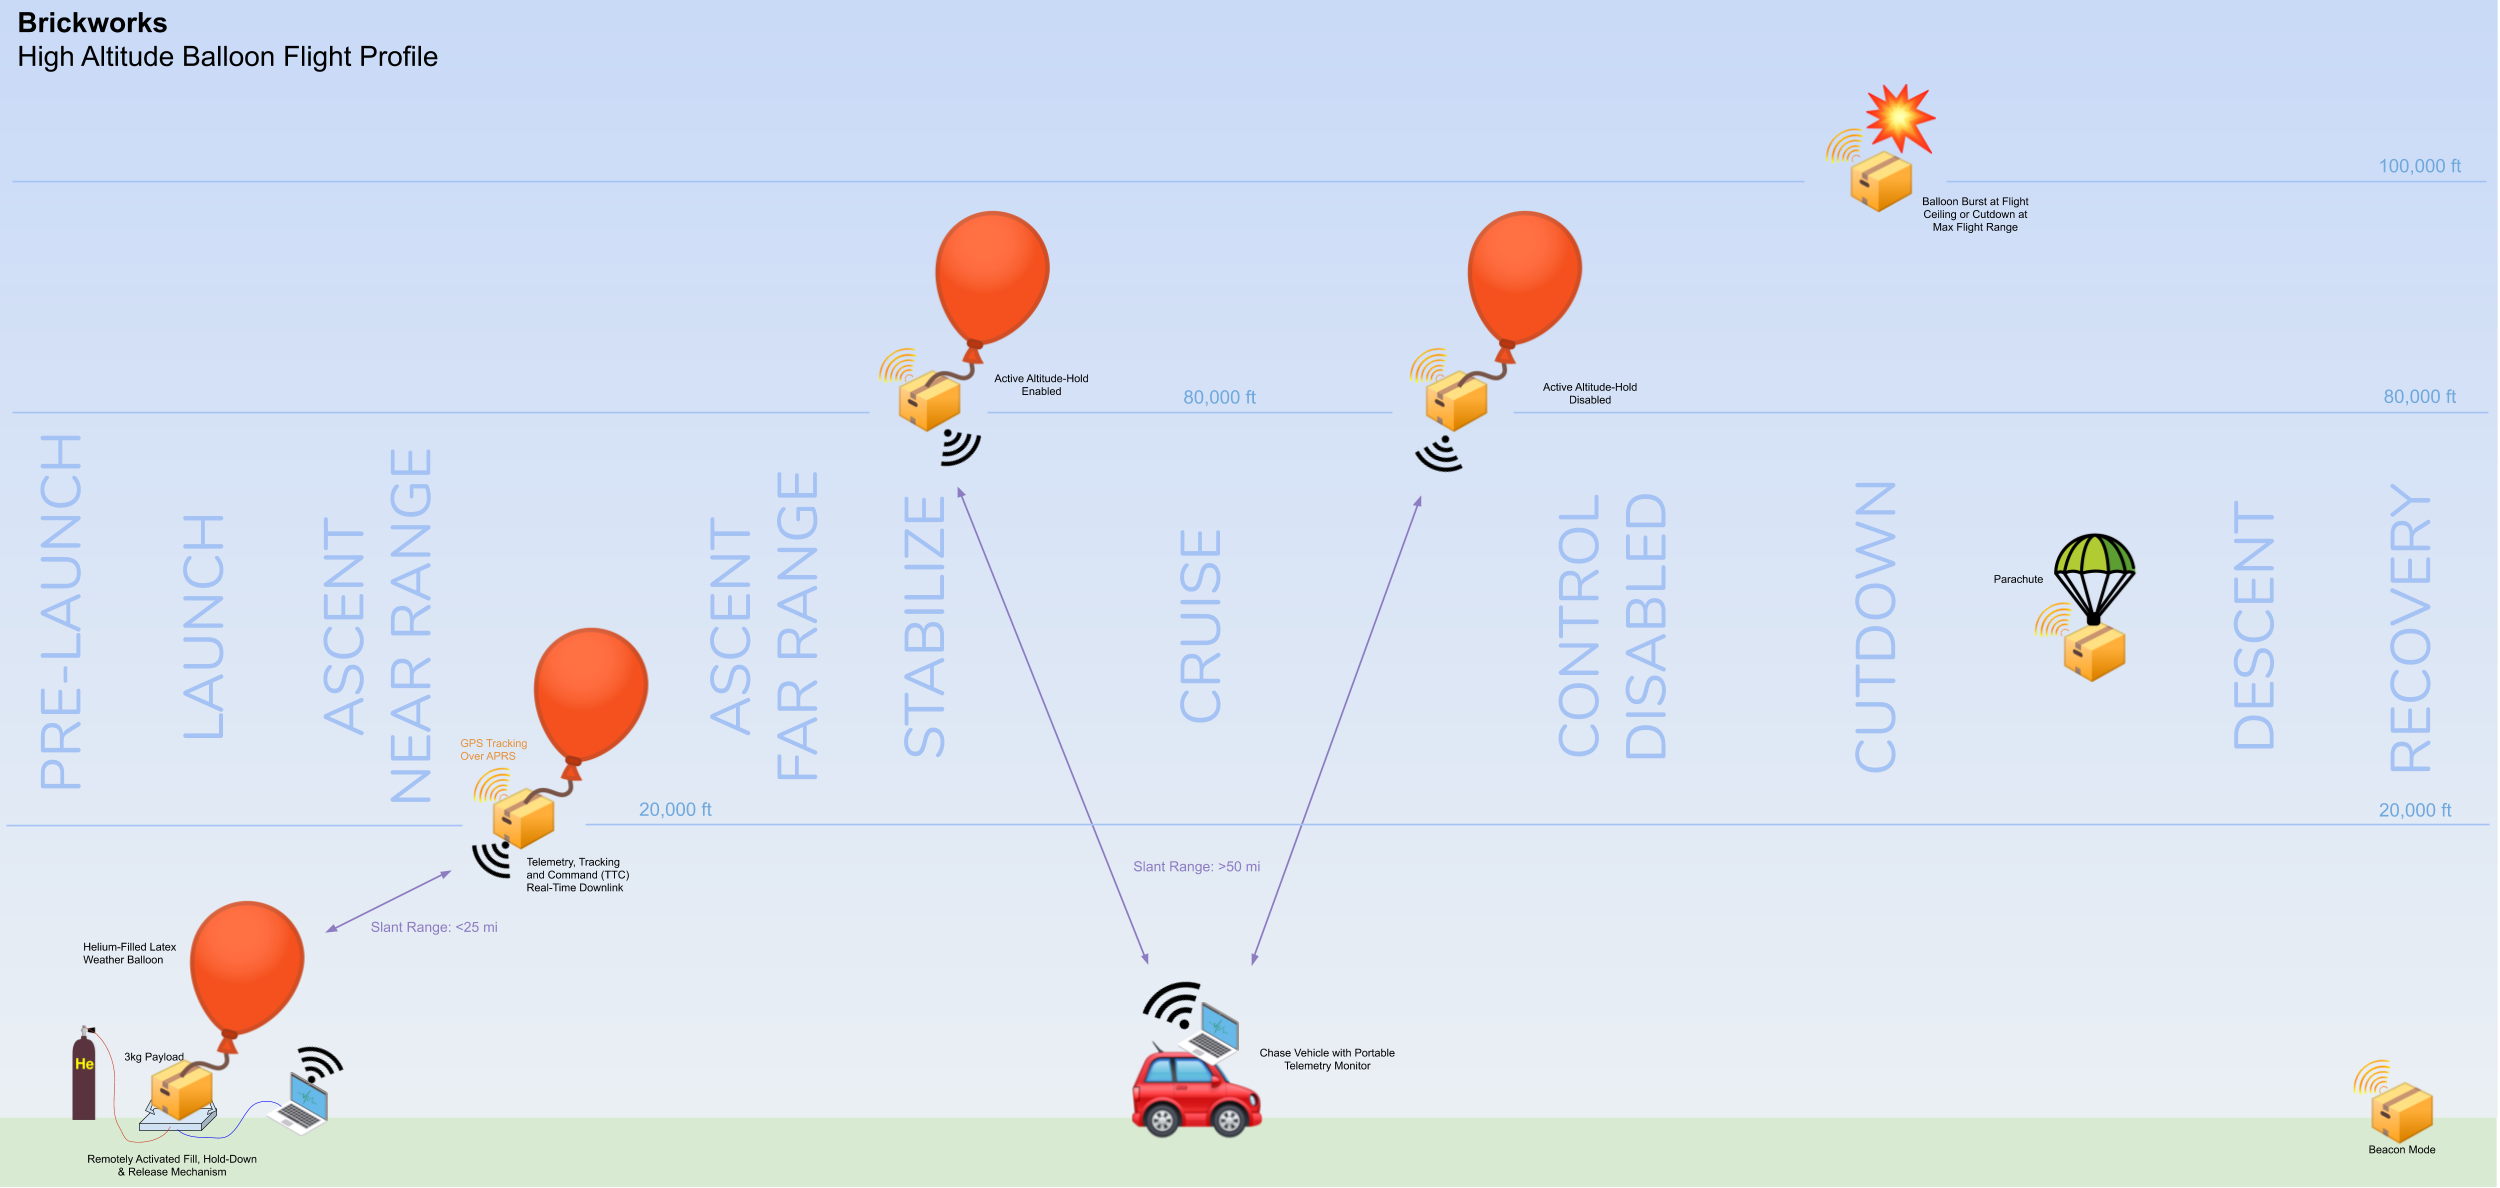 Brickworks
High Altitude Balloon Flight Profile
100,000 ft
Balloon Burst at Flight
Ceiling or Cutdown at
Max Flight Range
Active Altitude-Hold
Enabled
80,000 ft
Active Altitude-Hold
Disabled
80,000 ft
PRE-LAUNCH
LAUNCH
ASCENT
NEAR RANGE
ASCENT
FAR RANGE
STABILIZE
CRUISE
CONTROL
DISABLED
CUTDOWN
Parachute
DESCENT
RECOVERY
GPS Tracking
Over APRS
20,000 ft
20,000 ft
Telemetry, Tracking
and Command (TTC)
Real-Time Downlink
Slant Range: >50 mi
Slant Range: <25 mi
Helium-Filled Latex
Weather Balloon
He
3kg Payload
Chase Vehicle with Portable
Telemetry Monitor
Remotely Activated Fill, Hold-Down
& Release Mechanism
Beacon Mode